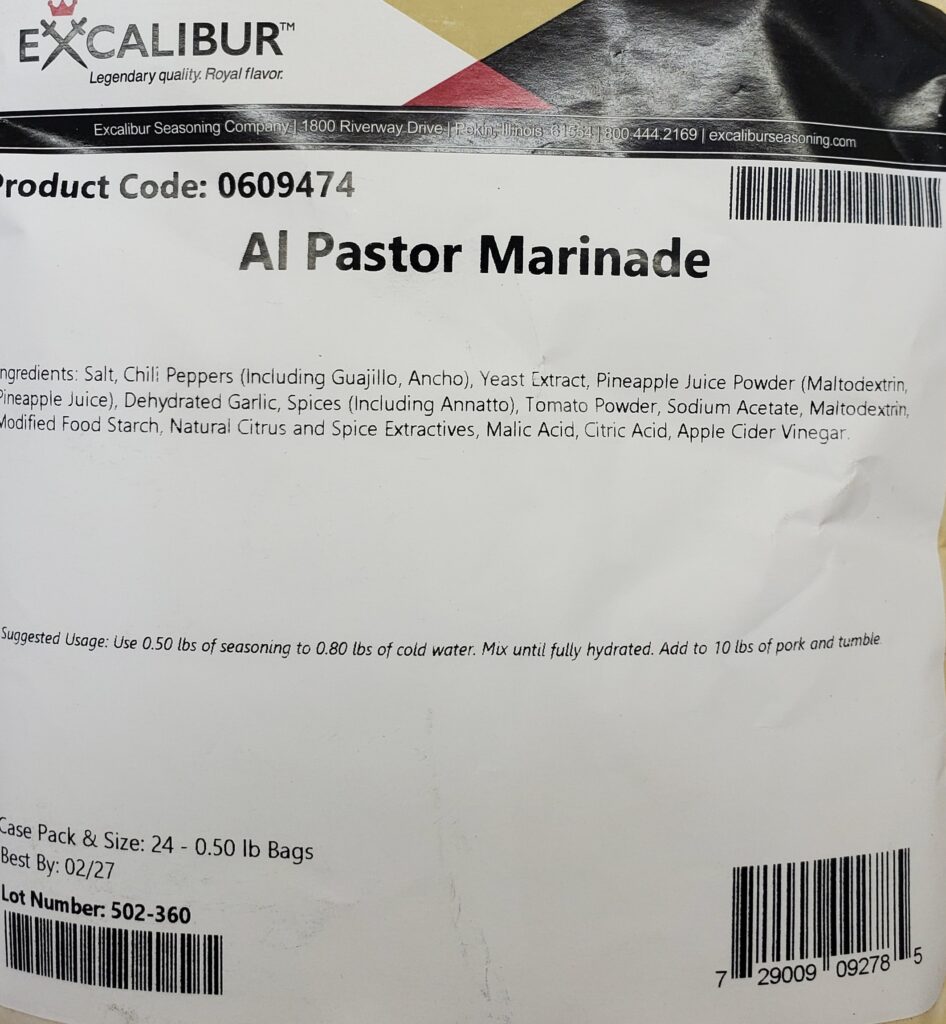 EXCALIBUR™
Legendary quality. Royal flavor.
Excalibur Seasoning Company | 1800 Riverway Drive | Pekin, Illinois 61554 | 800.444.2169 | excaliburseasoning.com
Product Code: 0609474
Al Pastor Marinade
ngredients: Salt, Chili Peppers (Including Guajillo, Ancho), Yeast Extract, Pineapple Juice Powder (Maltodextrin,
Pineapple Juice), Dehydrated Garlic, Spices (Including Annatto), Tomato Powder, Sodium Acetate, Maltodextrin,
Modified Food Starch, Natural Citrus and Spice Extractives, Malic Acid, Citric Acid, Apple Cider Vinegar.
Suggested Usage: Use 0.50 lbs of seasoning to 0.80 lbs of cold water. Mix until fully hydrated. Add to 10 lbs of pork and tumble
Case Pack & Size: 24 - 0.50 lb Bags
Best By: 02/27
Lot Number: 502-360
7 29009 09278 5